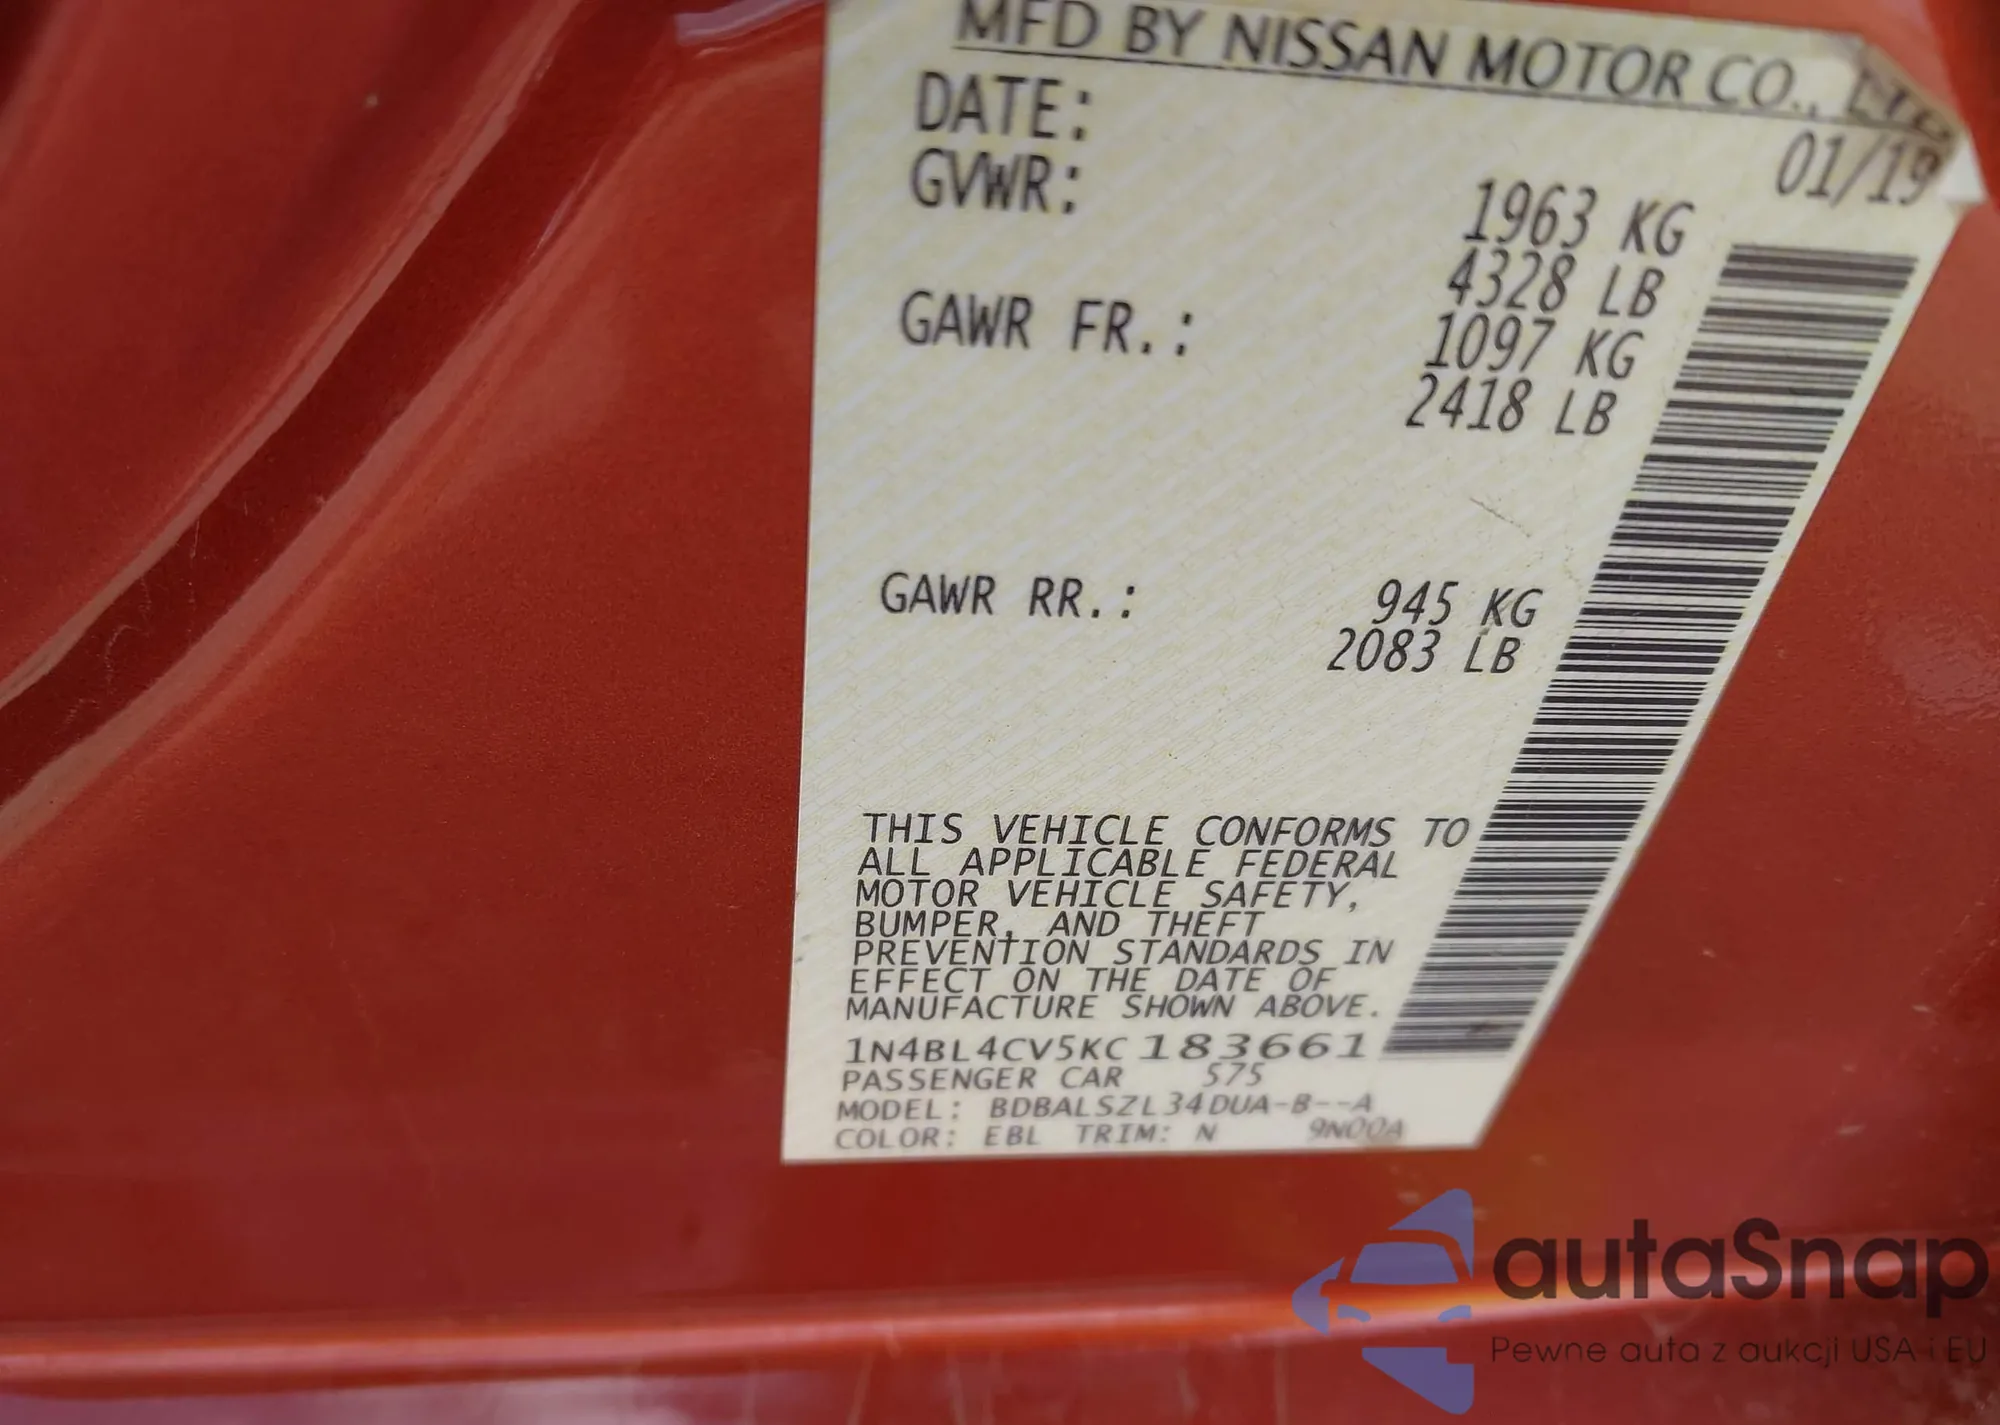 MFD BY NISSAN MOTOR CO., LTD
DATE: 01/19
GVWR: 1963 KG
4328 LB
GAWR FR.: 1097 KG
2418 LB
GAWR RR.: 945 KG
2083 LB
THIS VEHICLE CONFORMS TO
ALL APPLICABLE FEDERAL
MOTOR VEHICLE SAFETY,
BUMPER, AND THEFT
PREVENTION STANDARDS IN
EFFECT ON THE DATE OF
MANUFACTURE SHOWN ABOVE.
1N4BL4CV5KC183661
PASSENGER CAR 575
MODEL: BDBALSZL34DUA-B--A
COLOR: EBL TRIM: N 9N00A
autaSnap
Pewne auta z aukcji USA i EU